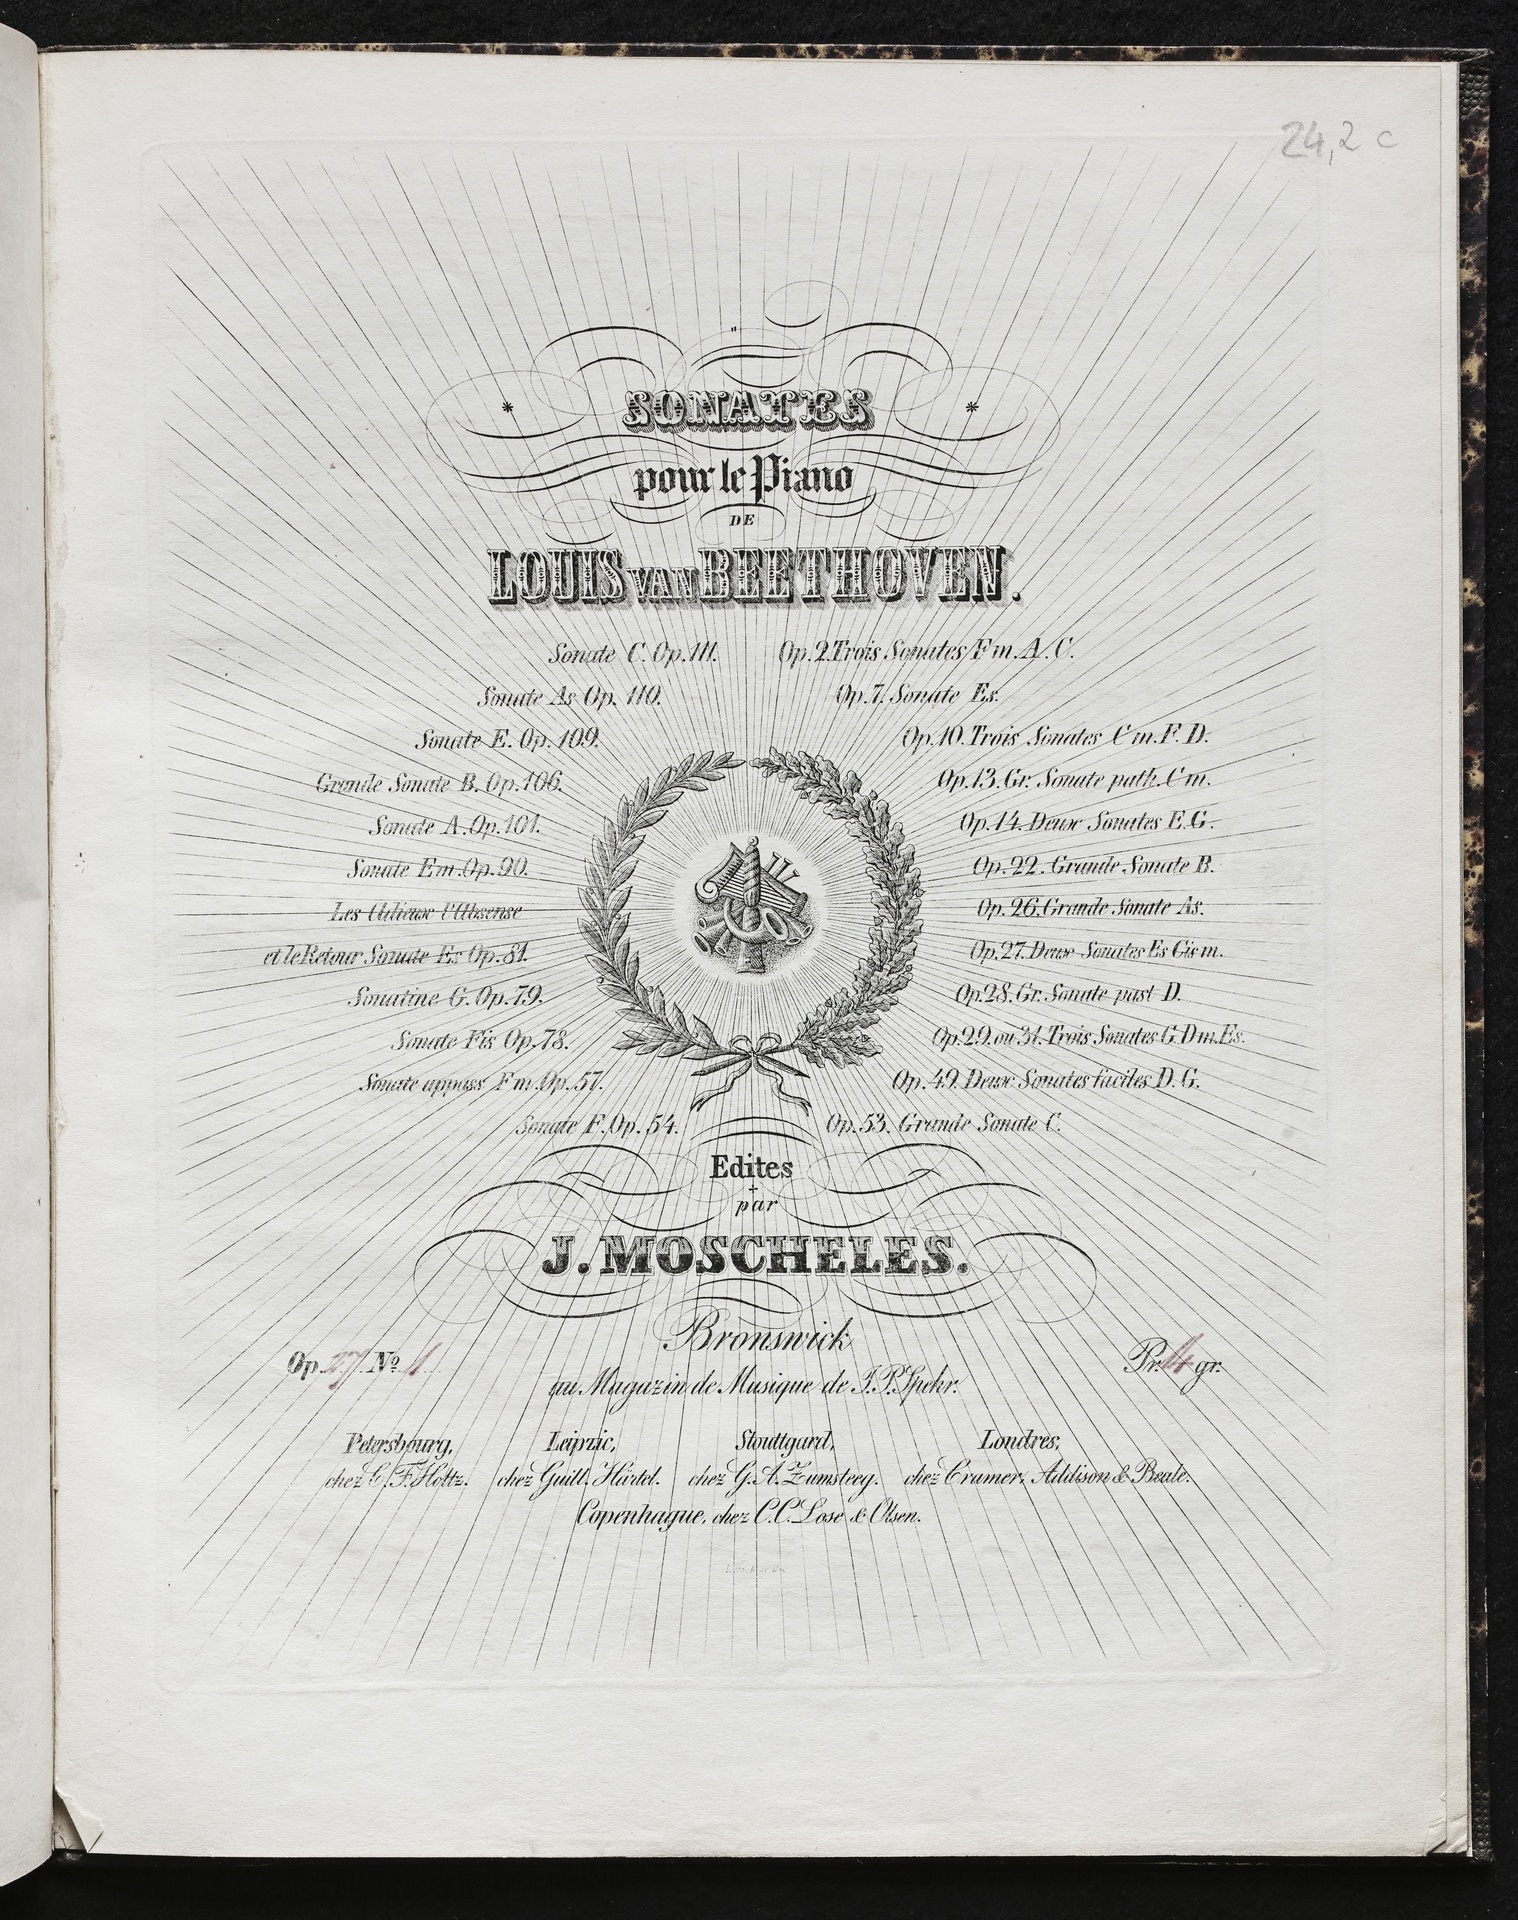 24,2 c
SONATES
pour le Piano
DE
LOUIS VAN BEETHOVEN.
Sonate C. Op. 111.
Sonate As Op. 110.
Sonate E. Op. 109.
Grande Sonate B. Op. 106.
Sonate A. Op. 101.
Sonate Em. Op. 90.
Les Adieux l'Absense
et le Retour Sonate Es Op. 81.
Sonatine G. Op. 79.
Sonate Fis Op. 78.
Sonate appass Fm. Op. 57.
Sonate F. Op. 54.
Op. 2. Trois Sonates Fm. A. C.
Op. 7. Sonate Es.
Op. 10. Trois Sonates Cm. F. D.
Op. 13. Gr. Sonate path. Cm.
Op. 14. Deux Sonates E. G.
Op. 22. Grande Sonate B.
Op. 26. Grande Sonate As.
Op. 27. Deux Sonates Es Cis m.
Op. 28. Gr. Sonate past D.
Op. 29. ou 31. Trois Sonates G. Dm. Es.
Op. 49. Deux Sonates faciles D. G.
Op. 53. Grande Sonate C.
Edites
par
J. MOSCHELES.
Bronswick
Op. No Pr. gr.
au Magazin de Musique de J. P. Spehr.
Petersbourg, Leipzic, Stouttgard, Londres,
chez C. F. Holtz. chez Guill. Härtel. chez G. A. Zumsteeg. chez Cramer, Addison & Beale.
Copenhague, chez C. C. Lose & Olsen.